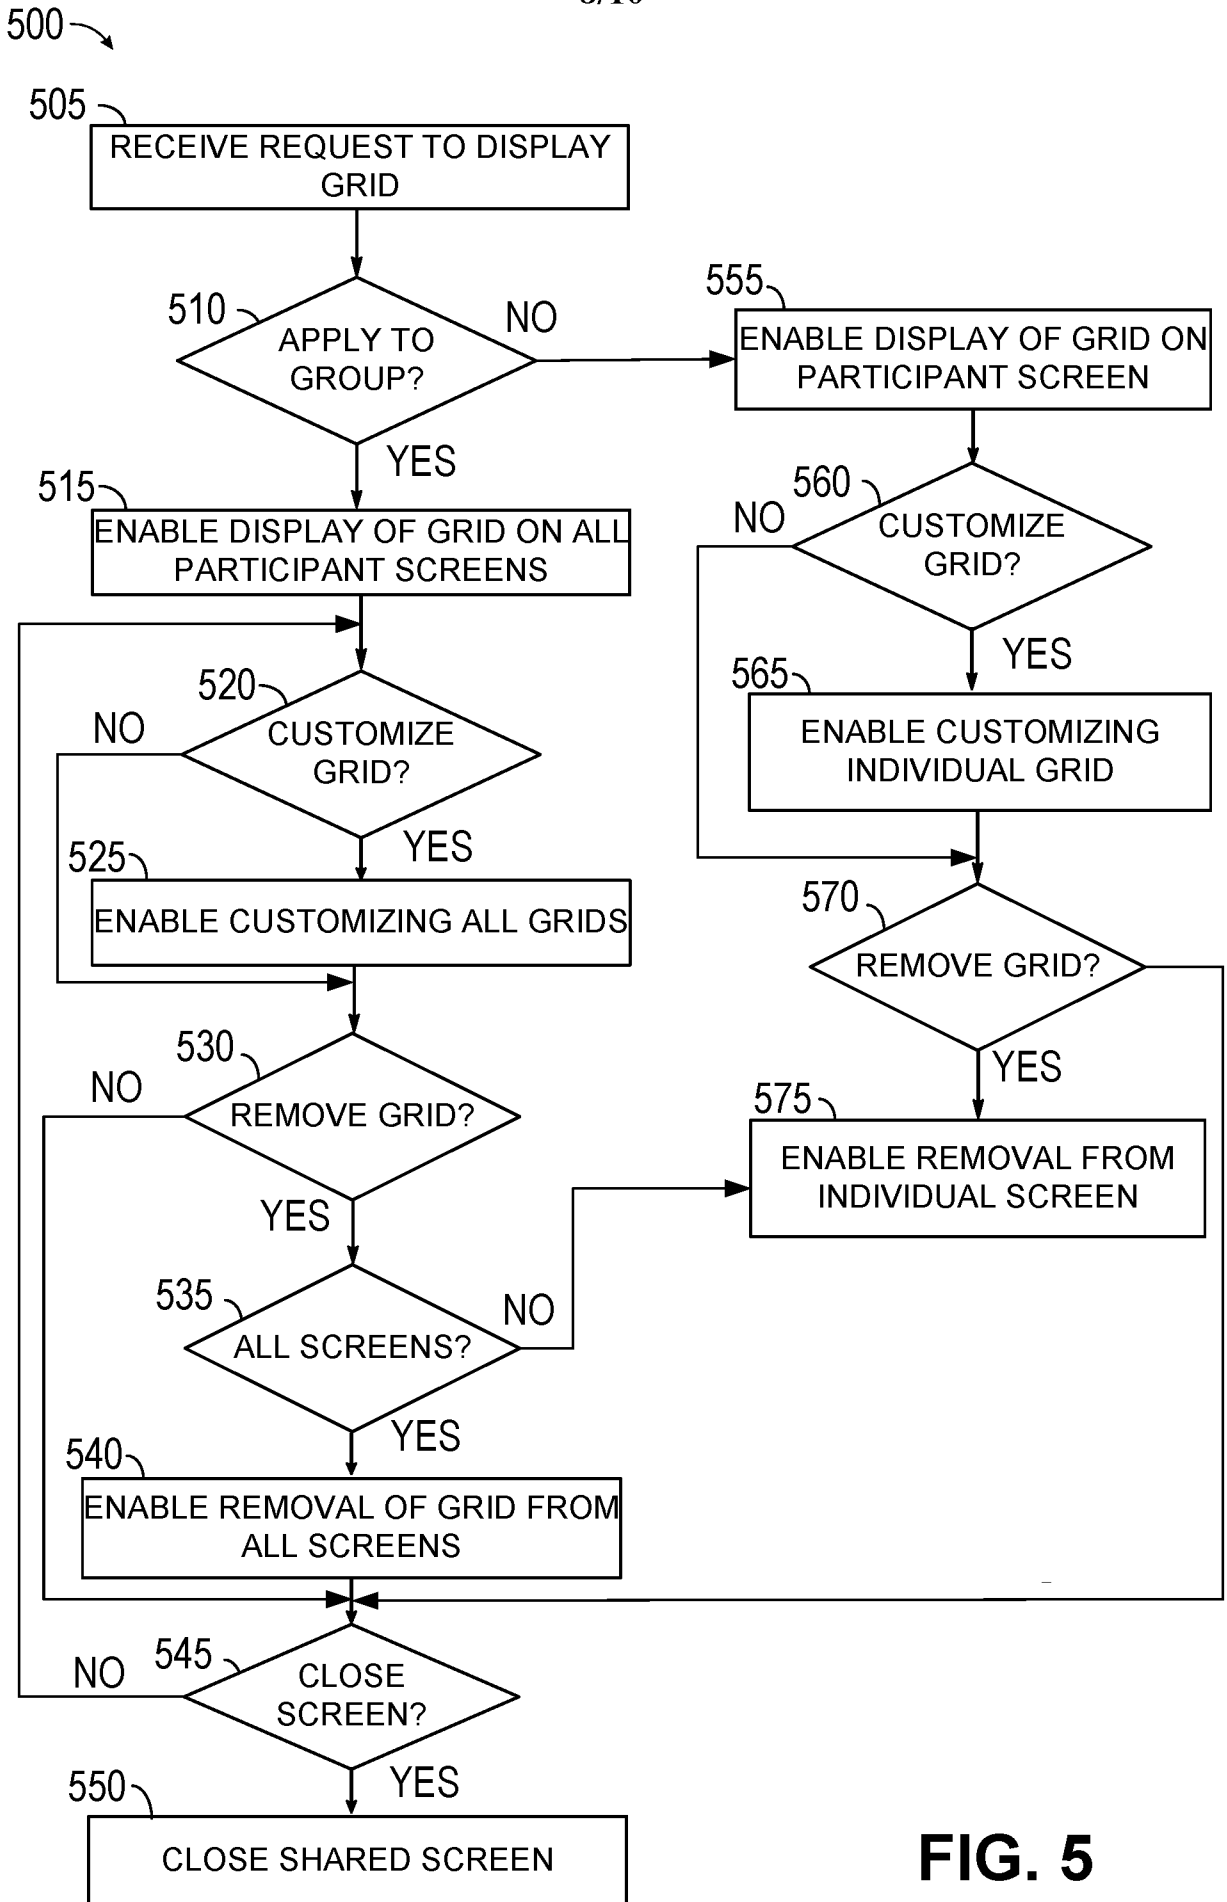 500
505
RECEIVE REQUEST TO DISPLAY
GRID
510
APPLY TO
GROUP?
NO
YES
555
ENABLE DISPLAY OF GRID ON
PARTICIPANT SCREEN
515
ENABLE DISPLAY OF GRID ON ALL
PARTICIPANT SCREENS
560
CUSTOMIZE
GRID?
NO
YES
565
ENABLE CUSTOMIZING
INDIVIDUAL GRID
520
CUSTOMIZE
GRID?
NO
YES
525
ENABLE CUSTOMIZING ALL GRIDS
570
REMOVE GRID?
YES
530
REMOVE GRID?
NO
YES
575
ENABLE REMOVAL FROM
INDIVIDUAL SCREEN
535
ALL SCREENS?
NO
YES
540
ENABLE REMOVAL OF GRID FROM
ALL SCREENS
545
CLOSE
SCREEN?
NO
YES
550
CLOSE SHARED SCREEN
FIG. 5